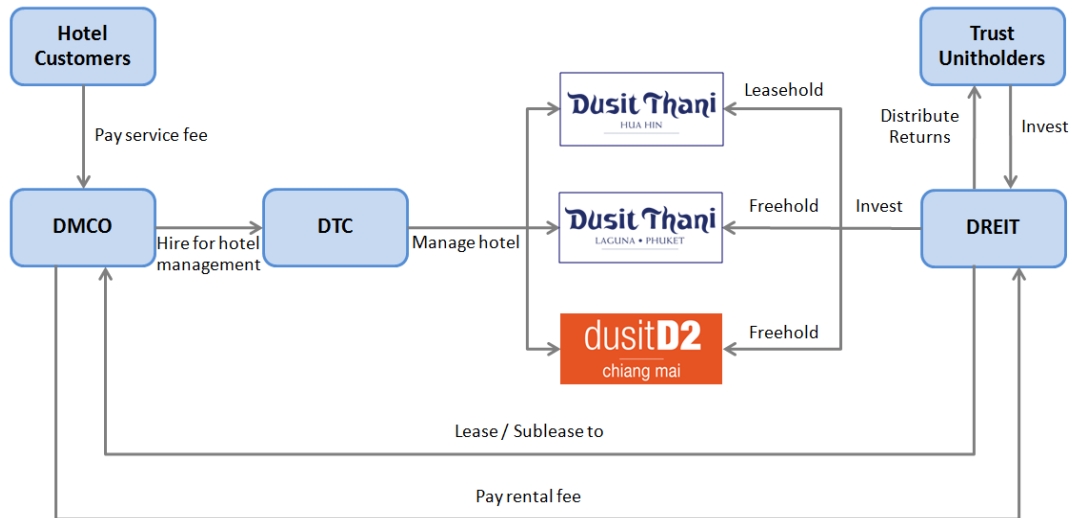 Hotel
Customers
Trust
Unitholders
Pay service fee
Dusit Thani
HUA HIN
Leasehold
Distribute
Returns
Invest
DMCO
Hire for hotel
management
DTC
Manage hotel
Dusit Thani
LAGUNA • PHUKET
Freehold
Invest
DREIT
dusitD2
chiang mai
Freehold
Lease / Sublease to
Pay rental fee